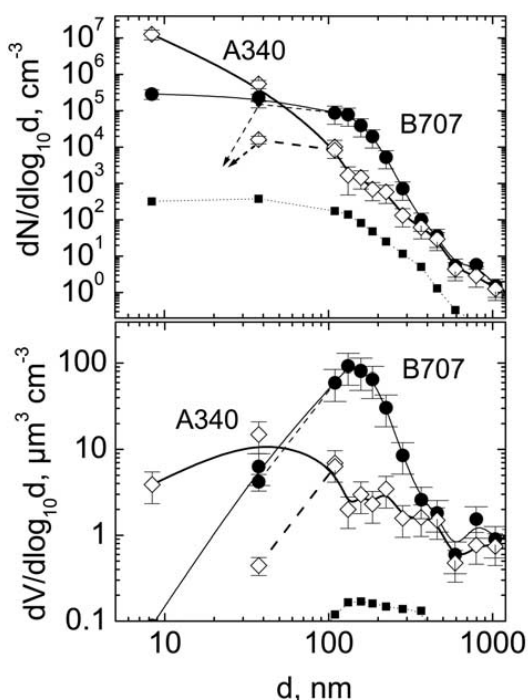 10⁷
10⁶
10⁵
10⁴
10³
10²
10¹
10⁰
dN/dlog₁₀d, cm⁻³
A340
B707
100
10
1
0.1
dV/dlog₁₀d, µm³ cm⁻³
A340
B707
10
100
1000
d, nm